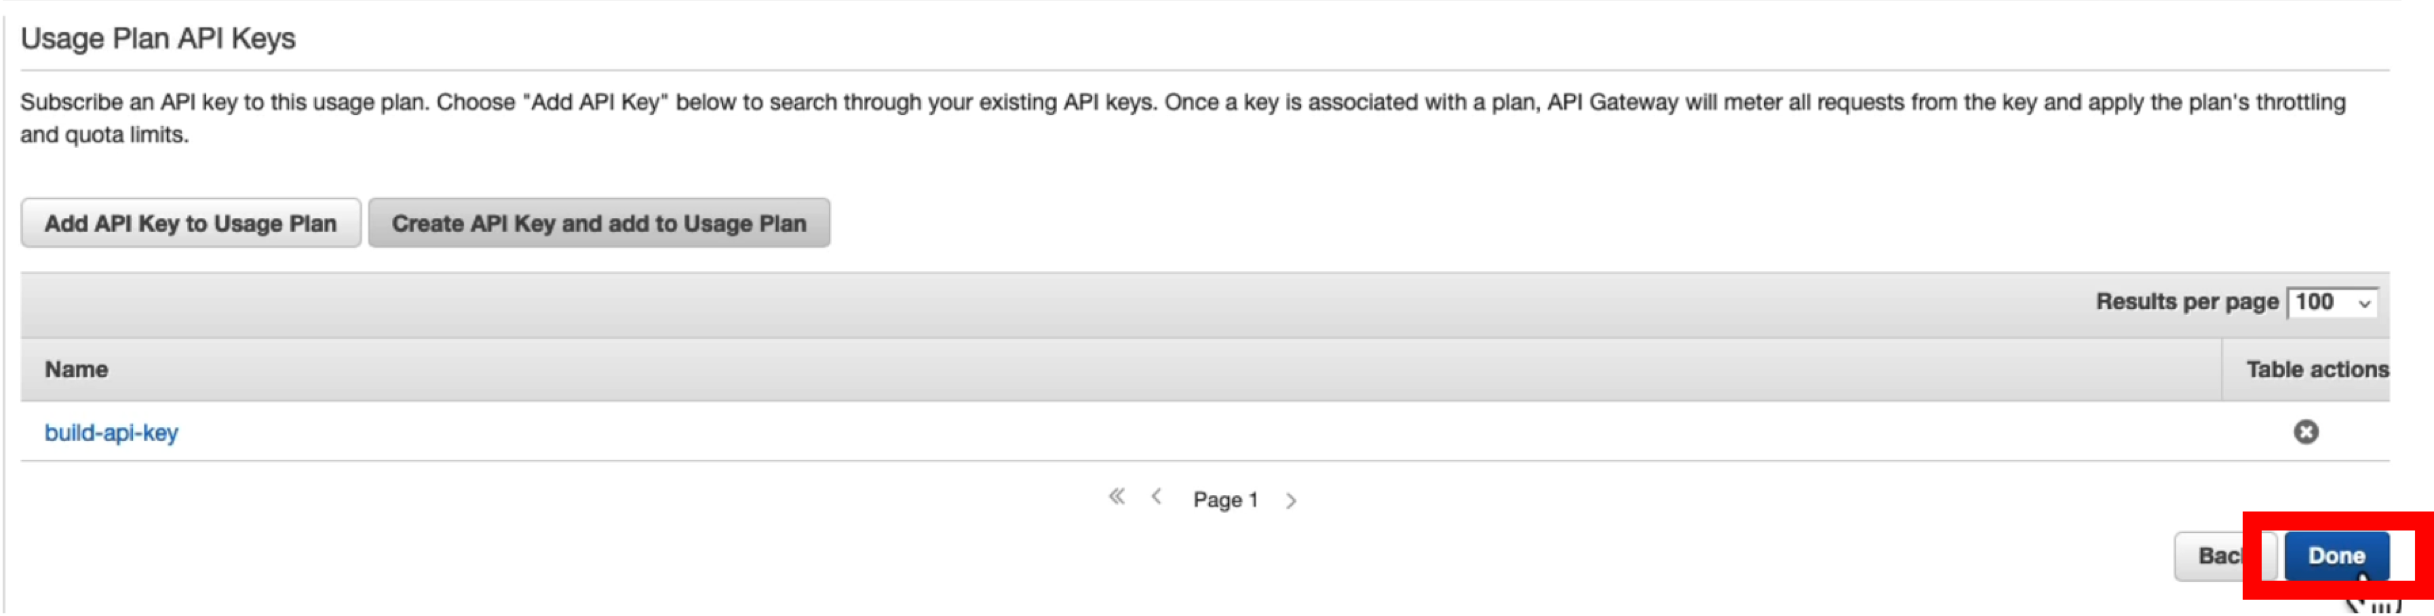 Usage Plan API Keys
Subscribe an API key to this usage plan. Choose "Add API Key" below to search through your existing API keys. Once a key is associated with a plan, API Gateway will meter all requests from the key and apply the plan's throttling
and quota limits.
Add API Key to Usage Plan Create API Key and add to Usage Plan
Results per page 100
Name Table actions
build-api-key
Page 1
Done